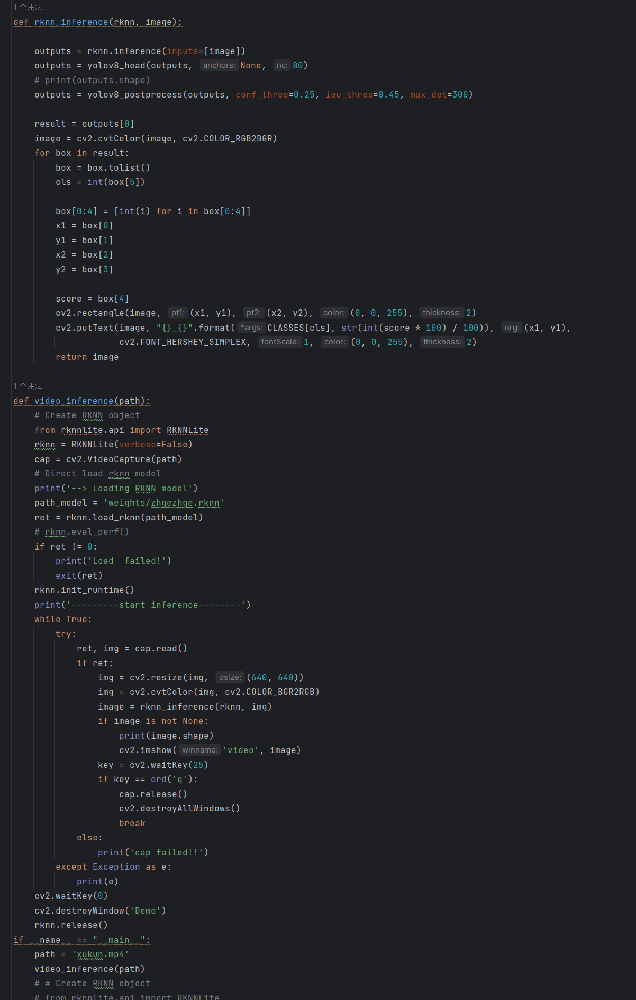 1 个用法
def rknn_inference(rknn, image):
outputs = rknn.inference(inputs=[image])
outputs = yolov8_head(outputs, anchors: None, nc: 80)
# print(outputs.shape)
outputs = yolov8_postprocess(outputs, conf_thres=0.25, iou_thres=0.45, max_det=300)
result = outputs[0]
image = cv2.cvtColor(image, cv2.COLOR_RGB2BGR)
for box in result:
box = box.tolist()
cls = int(box[5])
box[0:4] = [int(i) for i in box[0:4]]
x1 = box[0]
y1 = box[1]
x2 = box[2]
y2 = box[3]
score = box[4]
cv2.rectangle(image, pt1: (x1, y1), pt2: (x2, y2), color: (0, 0, 255), thickness: 2)
cv2.putText(image, "{}_{}".format( *args: CLASSES[cls], str(int(score * 100) / 100)), org: (x1, y1),
cv2.FONT_HERSHEY_SIMPLEX, fontScale: 1, color: (0, 0, 255), thickness: 2)
return image
1 个用法
def video_inference(path):
# Create RKNN object
from rknnlite.api import RKNNLite
rknn = RKNNLite(verbose=False)
cap = cv2.VideoCapture(path)
# Direct load rknn model
print('--> Loading RKNN model')
path_model = 'weights/zhgezhge.rknn'
ret = rknn.load_rknn(path_model)
# rknn.eval_perf()
if ret != 0:
print('Load  failed!')
exit(ret)
rknn.init_runtime()
print('---------start inference--------')
while True:
try:
ret, img = cap.read()
if ret:
img = cv2.resize(img, dsize: (640, 640))
img = cv2.cvtColor(img, cv2.COLOR_BGR2RGB)
image = rknn_inference(rknn, img)
if image is not None:
print(image.shape)
cv2.imshow( winname: 'video', image)
key = cv2.waitKey(25)
if key == ord('q'):
cap.release()
cv2.destroyAllWindows()
break
else:
print('cap failed!!')
except Exception as e:
print(e)
cv2.waitKey(0)
cv2.destroyWindow('Demo')
rknn.release()
if __name__ == "__main__":
path = 'xukun.mp4'
video_inference(path)
# # Create RKNN object
# from rknnlite.api import RKNNLite